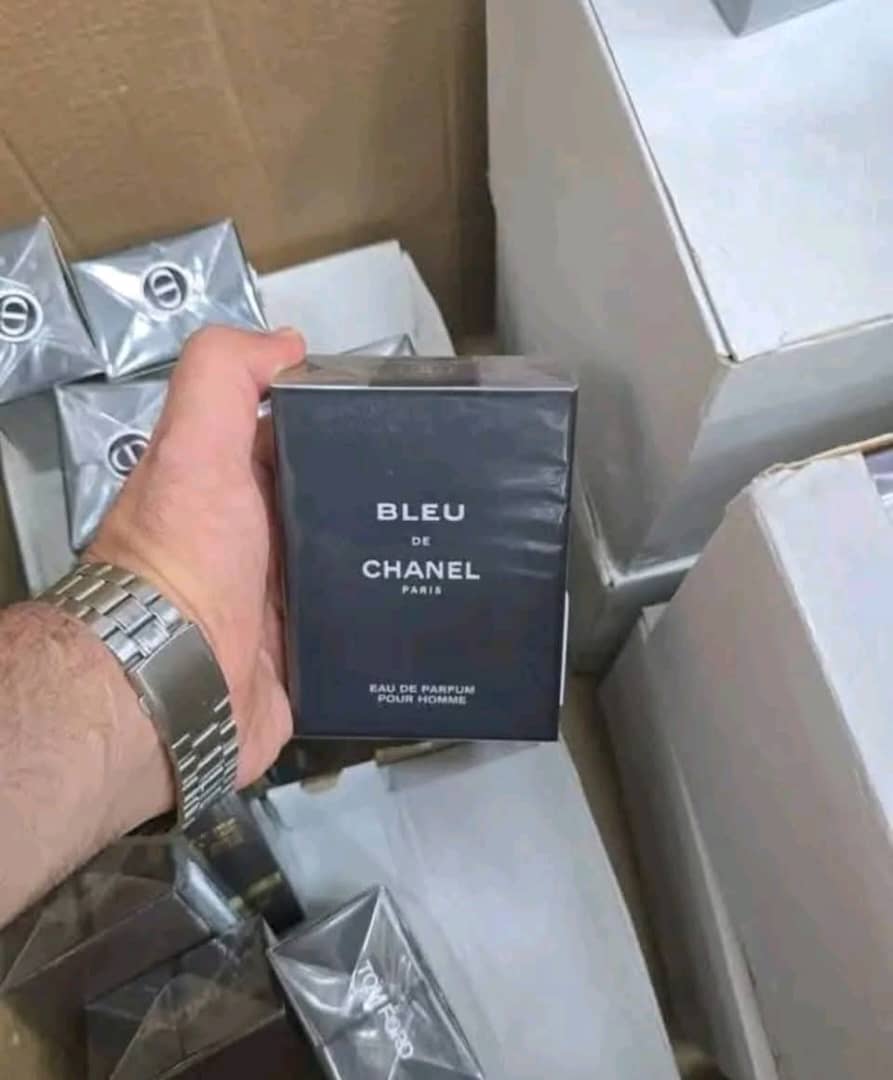 BLEU
DE
CHANEL
PARIS
EAU DE PARFUM
POUR HOMME
TOM FORD